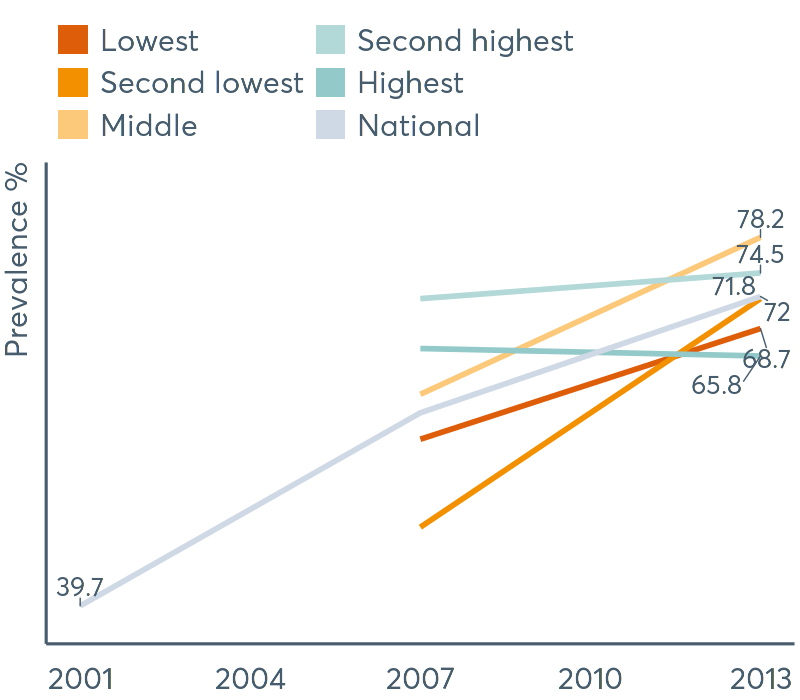 Lowest
Second lowest
Middle
Second highest
Highest
National
Prevalence %
78.2
74.5
71.8
72
68.7
65.8
39.7
2001 2004 2007 2010 2013